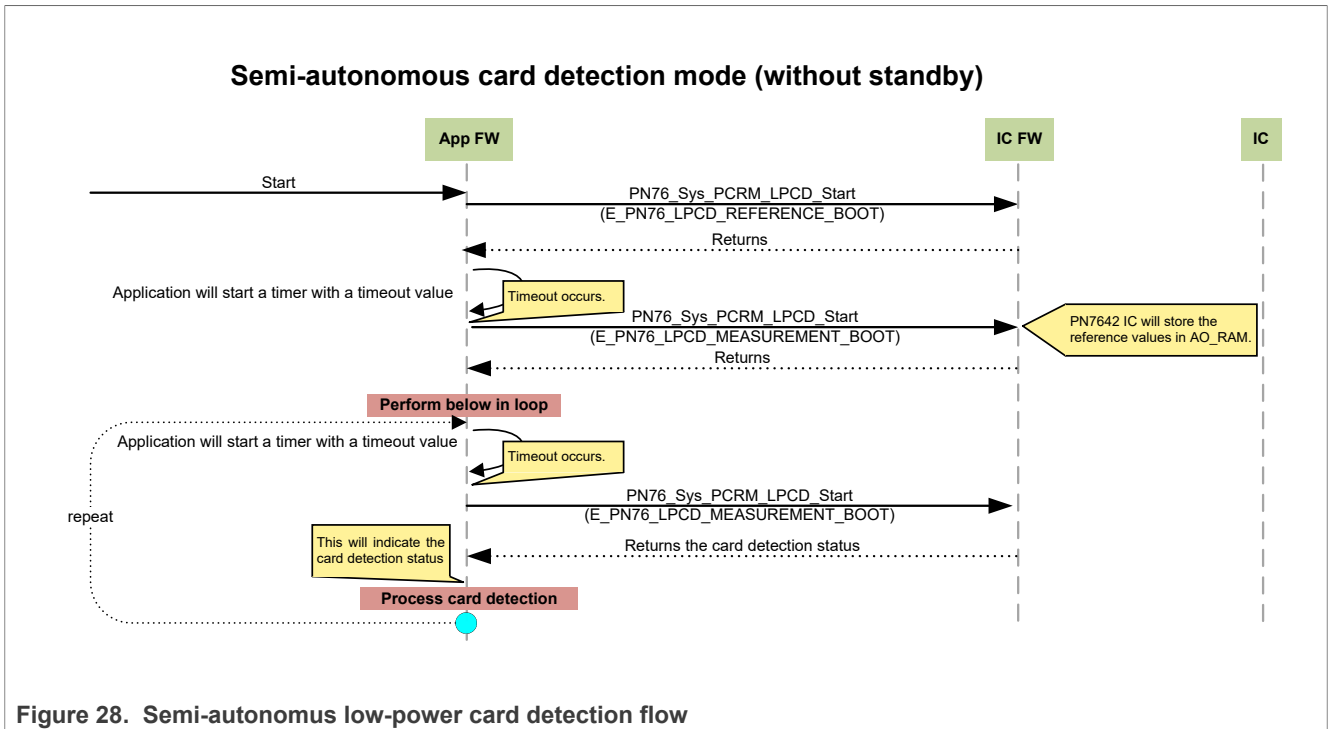 Semi-autonomous card detection mode (without standby)
App FW
IC FW
IC
Start
PN76_Sys_PCRM_LPCD_Start
(E_PN76_LPCD_REFERENCE_BOOT)
Returns
Application will start a timer with a timeout value
Timeout occurs.
PN76_Sys_PCRM_LPCD_Start
(E_PN76_LPCD_MEASUREMENT_BOOT)
PN7642 IC will store the
reference values in AO_RAM.
Returns
Perform below in loop
Application will start a timer with a timeout value
Timeout occurs.
repeat
PN76_Sys_PCRM_LPCD_Start
(E_PN76_LPCD_MEASUREMENT_BOOT)
This will indicate the
card detection status
Returns the card detection status
Process card detection
Figure 28. Semi-autonomus low-power card detection flow